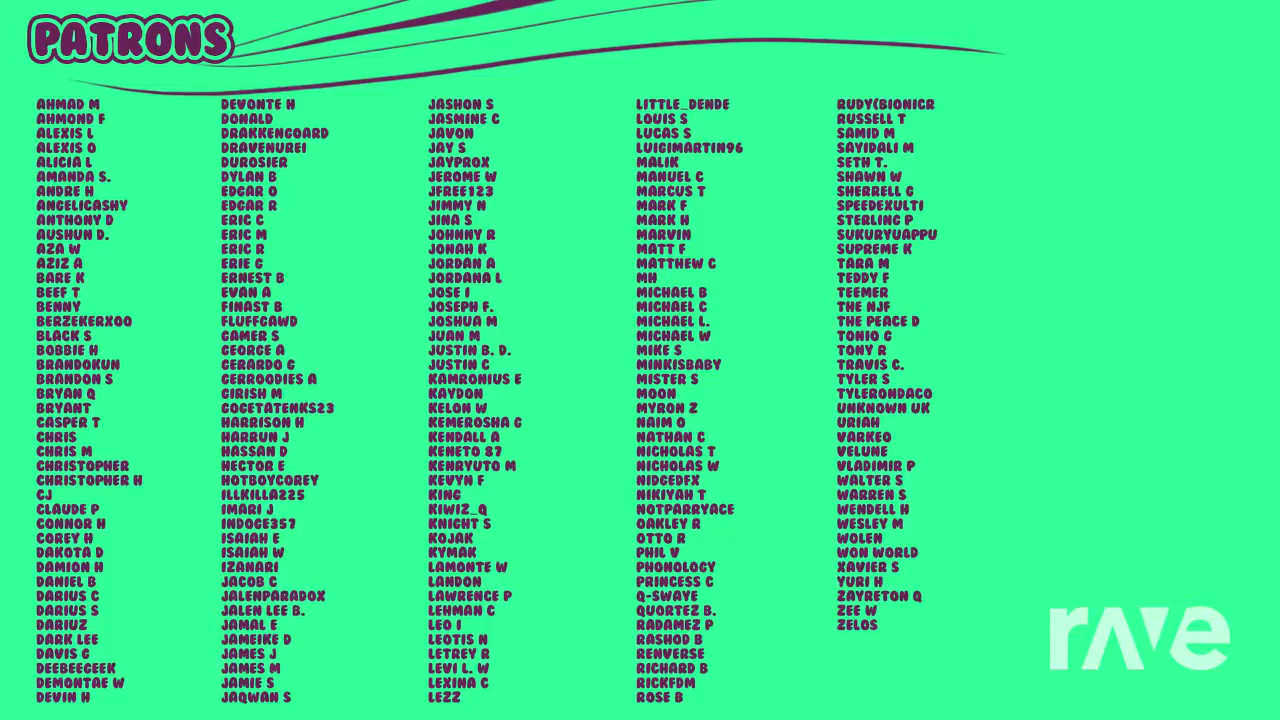 PATRONS
AHMAD M
AHMOND F
ALEXIS L
ALEXIS O
ALICIA L
AMANDA S.
ANDRE H
ANGELICASHY
ANTHONY D
AUSHUN D.
AZA W
AZIZ A
BARE K
BEEF T
BENNY
BERZEKERXOO
BLACK S
BOBBIE H
BRANDOKUN
BRANDON S
BRYAN Q
BRYANT
CASPER T
CHRIS
CHRIS M
CHRISTOPHER
CHRISTOPHER H
CJ
CLAUDE P
CONNOR H
COREY H
DAKOTA D
DAMION H
DANIEL B
DARIUS C
DARIUS S
DARIUZ
DARK LEE
DAVIS G
DEEBEEGEEK
DEMONTAE W
DEVIN H
DEVONTE H
DONALD
DRAKKENGOARD
DRAVENUREI
DUROSIER
DYLAN B
EDGAR O
EDGAR R
ERIC C
ERIC M
ERIC R
ERIE G
ERNEST B
EVAN A
FINAST B
FLUFFGAWD
GAMER S
GEORGE A
GERARDO G
GERROODIES A
GIRISH M
GOGETATENKS23
HARRISON H
HARRUN J
HASSAN D
HECTOR E
HOTBOYCOREY
ILLKILLA225
IMARI J
INDOGE357
ISAIAH E
ISAIAH W
IZANARI
JACOB C
JALENPARADOX
JALEN LEE B.
JAMAL E
JAMEIKE D
JAMES J
JAMES M
JAMIE S
JAQWAN S
JASHON S
JASMINE C
JAVON
JAY S
JAYPROX
JEROME W
JFREE123
JIMMY N
JINA S
JOHNNY R
JONAH K
JORDAN A
JORDANA L
JOSE I
JOSEPH F.
JOSHUA M
JUAN M
JUSTIN B. D.
JUSTIN C
KAMRONIUS E
KAYDON
KELON W
KEMEROSHA G
KENDALL A
KENETO 87
KENRYUTO M
KEVYN F
KING
KIWIZ_Q
KNIGHT S
KOJAK
KYMAK
LAMONTE W
LANDON
LAWRENCE P
LEHMAN C
LEO I
LEOTIS N
LETREY R
LEVI L. W
LEXINA C
LEZZ
LITTLE_DENDE
LOUIS S
LUCAS S
LUIGIMARTIN96
MALIK
MANUEL C
MARCUS T
MARK F
MARK H
MARVIN
MATT F
MATTHEW C
MH
MICHAEL B
MICHAEL C
MICHAEL L.
MICHAEL W
MIKE S
MINKISBABY
MISTER S
MOON
MYRON Z
NAIM O
NATHAN C
NICHOLAS T
NICHOLAS W
NIDGEDFX
NIKIYAH T
NOTPARRYACE
OAKLEY R
OTTO R
PHIL V
PHONOLOGY
PRINCESS C
Q-SWAYE
QUORTEZ B.
RADAMEZ P
RASHOD B
RENVERSE
RICHARD B
RICKFDM
ROSE B
RUDY(BIONICR
RUSSELL T
SAMID M
SAYIDALI M
SETH T.
SHAWN W
SHERRELL G
SPEEDEXULTI
STERLING P
SUKURYUAPPU
SUPREME K
TARA M
TEDDY F
TEEMER
THE NJF
THE PEACE D
TONIO G
TONY R
TRAVIS C.
TYLER S
TYLERONDACO
UNKNOWN UK
URIAH
VARKEO
VELUNE
VLADIMIR P
WALTER S
WARREN S
WENDELL H
WESLEY M
WOLEN
WON WORLD
XAVIER S
YURI H
ZAYRETON Q
ZEE W
ZELOS
rave